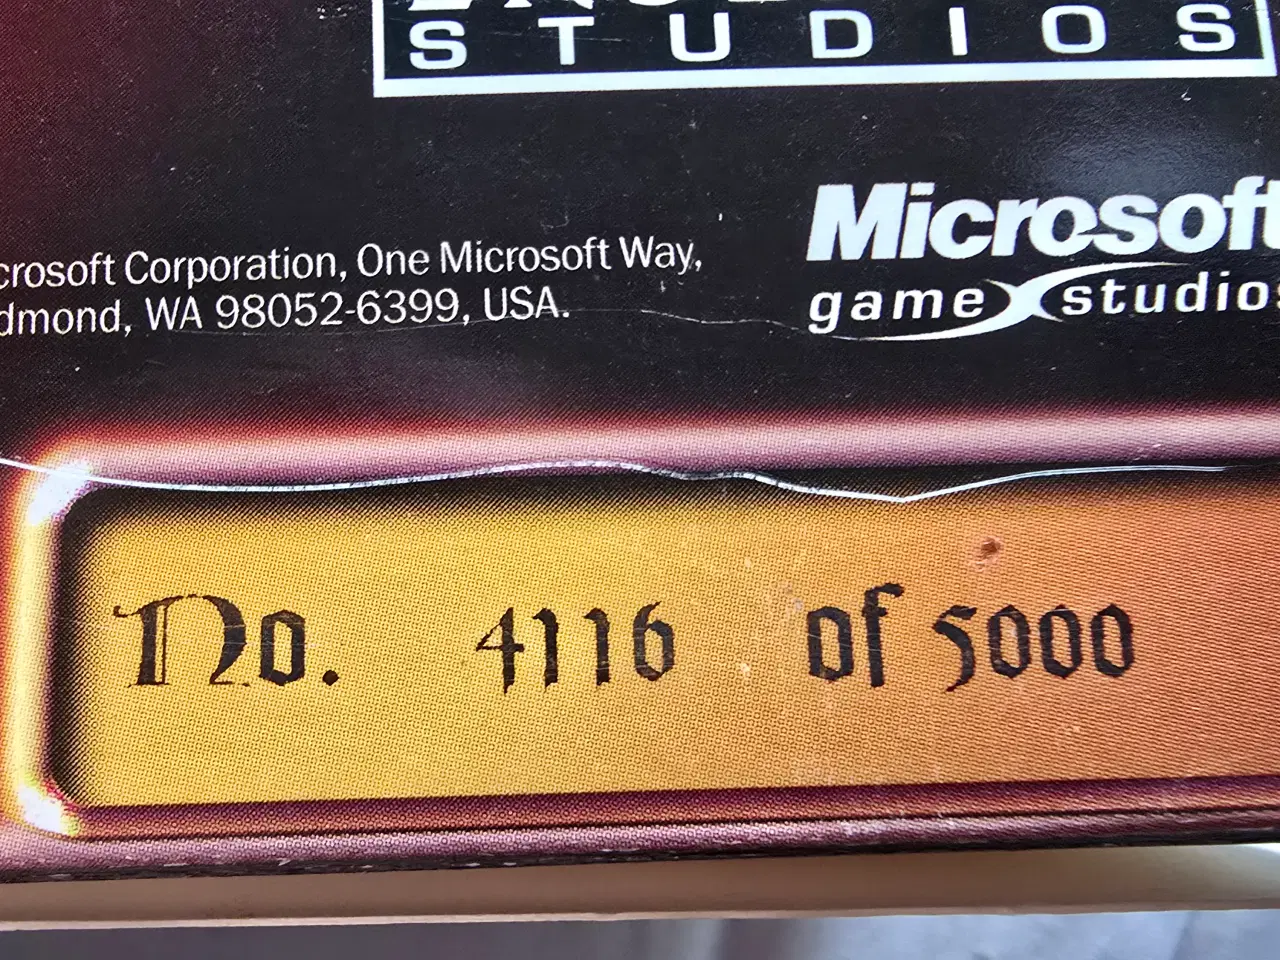 STUDIOS
crosoft Corporation, One Microsoft Way,
dmond, WA 98052-6399, USA.
Microsoft
game studios
No. 4116 of 5000